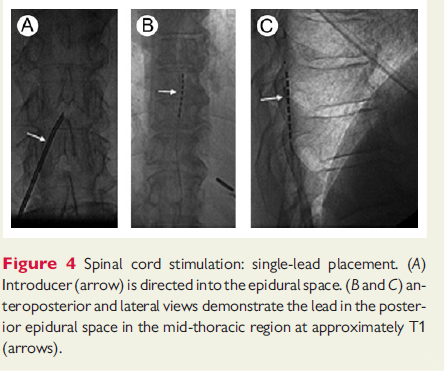 A
B
C
Figure 4 Spinal cord stimulation: single-lead placement. (A)
Introducer (arrow) is directed into the epidural space. (B and C) an-
teroposterior and lateral views demonstrate the lead in the poster-
ior epidural space in the mid-thoracic region at approximately T1
(arrows).